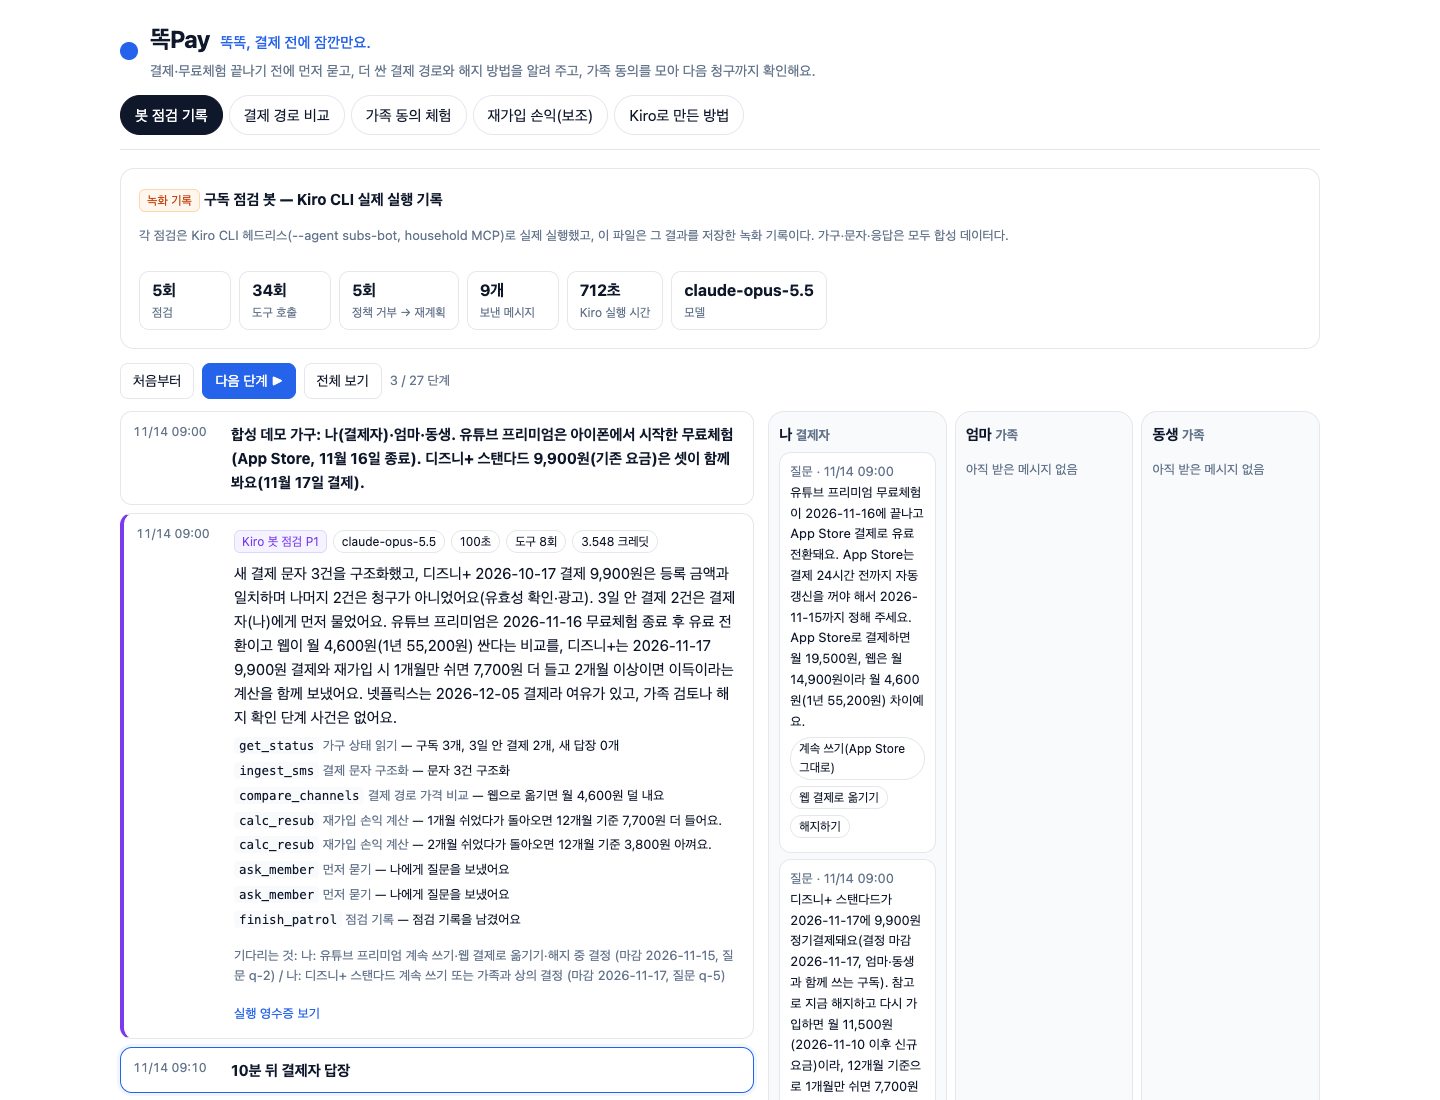 똑Pay 똑똑, 결제 전에 잠깐만요.
결제·무료체험 끝나기 전에 먼저 묻고, 더 싼 결제 경로와 해지 방법을 알려 주고, 가족 동의를 모아 다음 청구까지 확인해요.
봇 점검 기록
결제 경로 비교
가족 동의 체험
재가입 손익(보조)
Kiro로 만든 방법
녹화 기록 구독 점검 봇 — Kiro CLI 실제 실행 기록
각 점검은 Kiro CLI 헤드리스(--agent subs-bot, household MCP)로 실제 실행했고, 이 파일은 그 결과를 저장한 녹화 기록이다. 가구·문자·응답은 모두 합성 데이터다.
5회
점검
34회
도구 호출
5회
정책 거부 → 재계획
9개
보낸 메시지
712초
Kiro 실행 시간
claude-opus-5.5
모델
처음부터
다음 단계 ▶
전체 보기
3 / 27 단계
11/14 09:00
합성 데모 가구: 나(결제자)·엄마·동생. 유튜브 프리미엄은 아이폰에서 시작한 무료체험
(App Store, 11월 16일 종료). 디즈니+ 스탠다드 9,900원(기존 요금)은 셋이 함께
봐요(11월 17일 결제).
11/14 09:00
Kiro 봇 점검 P1
claude-opus-5.5
100초
도구 8회
3.548 크레딧
새 결제 문자 3건을 구조화했고, 디즈니+ 2026-10-17 결제 9,900원은 등록 금액과
일치하며 나머지 2건은 청구가 아니었어요(유효성 확인·광고). 3일 안 결제 2건은 결제
자(나)에게 먼저 물었어요. 유튜브 프리미엄은 2026-11-16 무료체험 종료 후 유료 전
환이고 웹이 월 4,600원(1년 55,200원) 싸다는 비교를, 디즈니+는 2026-11-17
9,900원 결제와 재가입 시 1개월만 쉬면 7,700원 더 들고 2개월 이상이면 이득이라는
계산을 함께 보냈어요. 넷플릭스는 2026-12-05 결제라 여유가 있고, 가족 검토나 해
지 확인 단계 사건은 없어요.
get_status 가구 상태 읽기 — 구독 3개, 3일 안 결제 2개, 새 답장 0개
ingest_sms 결제 문자 구조화 — 문자 3건 구조화
compare_channels 결제 경로 가격 비교 — 웹으로 옮기면 월 4,600원 덜 내요
calc_resub 재가입 손익 계산 — 1개월 쉬었다가 돌아오면 12개월 기준 7,700원 더 들어요.
calc_resub 재가입 손익 계산 — 2개월 쉬었다가 돌아오면 12개월 기준 3,800원 아껴요.
ask_member 먼저 묻기 — 나에게 질문을 보냈어요
ask_member 먼저 묻기 — 나에게 질문을 보냈어요
finish_patrol 점검 기록 — 점검 기록을 남겼어요
기다리는 것: 나: 유튜브 프리미엄 계속 쓰기·웹 결제로 옮기기·해지 중 결정 (마감 2026-11-15, 질
문 q-2) / 나: 디즈니+ 스탠다드 계속 쓰기 또는 가족과 상의 결정 (마감 2026-11-17, 질문 q-5)
실행 영수증 보기
11/14 09:10
10분 뒤 결제자 답장
나 결제자
질문 · 11/14 09:00
유튜브 프리미엄 무료체험
이 2026-11-16에 끝나고
App Store 결제로 유료
전환돼요. App Store는
결제 24시간 전까지 자동
갱신을 꺼야 해서 2026-
11-15까지 정해 주세요.
App Store로 결제하면
월 19,500원, 웹은 월
14,900원이라 월 4,600
원(1년 55,200원) 차이예
요.
계속 쓰기(App Store
그대로)
웹 결제로 옮기기
해지하기
질문 · 11/14 09:00
디즈니+ 스탠다드가
2026-11-17에 9,900원
정기결제돼요(결정 마감
2026-11-17, 엄마·동생
과 함께 쓰는 구독). 참고
로 지금 해지하고 다시 가
입하면 월 11,500원
(2026-11-10 이후 신규
요금)이라, 12개월 기준으
로 1개월만 쉬면 7,700원
엄마 가족
아직 받은 메시지 없음
동생 가족
아직 받은 메시지 없음